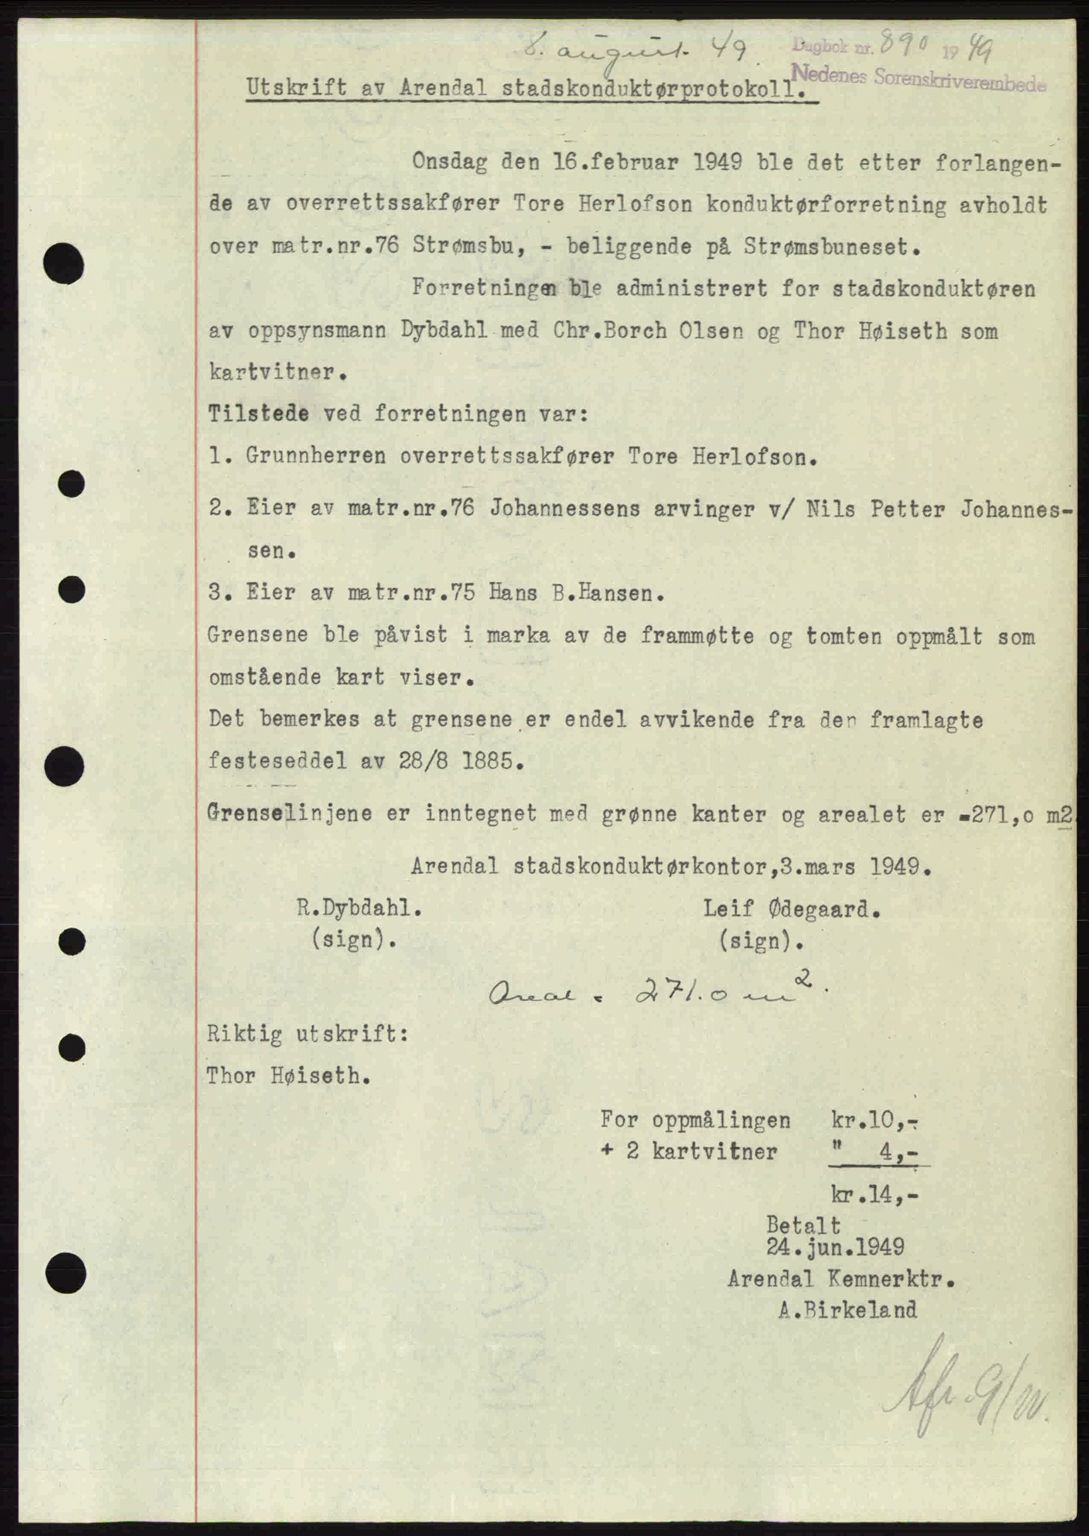 8. august 49. Dagbok nr. 890 1949
Nedenes Sorenskriverembede
Utskrift av Arendal stadskonduktørprotokoll.
Onsdag den 16.februar 1949 ble det etter forlangen-
de av overrettssakfører Tore Herlofson konduktørforretning avholdt
over matr.nr.76 Strømsbu, - beliggende på Strømsbuneset.
Forretningen ble administrert for stadskonduktøren
av oppsynsmann Dybdahl med Chr.Borch Olsen og Thor Høiseth som
kartvitner.
Tilstede ved forretningen var:
1. Grunnherren overrettssakfører Tore Herlofson.
2. Eier av matr.nr.76 Johannessens arvinger v/ Nils Petter Johannes-
sen.
3. Eier av matr.nr.75 Hans B.Hansen.
Grensene ble påvist i marka av de frammøtte og tomten oppmålt som
omstående kart viser.
Det bemerkes at grensene er endel avvikende fra den framlagte
festeseddel av 28/8 1885.
Grenselinjene er inntegnet med grønne kanter og arealet er =271,0 m2
Arendal stadskonduktørkontor,3.mars 1949.
R.Dybdahl. Leif Ødegaard.
(sign). (sign).
Areal = 271.0 m2.
Riktig utskrift:
Thor Høiseth.
For oppmålingen kr.10,-
+ 2 kartvitner " 4,-
kr.14,-
Betalt
24.jun.1949
Arendal Kemnerktr.
A.Birkeland